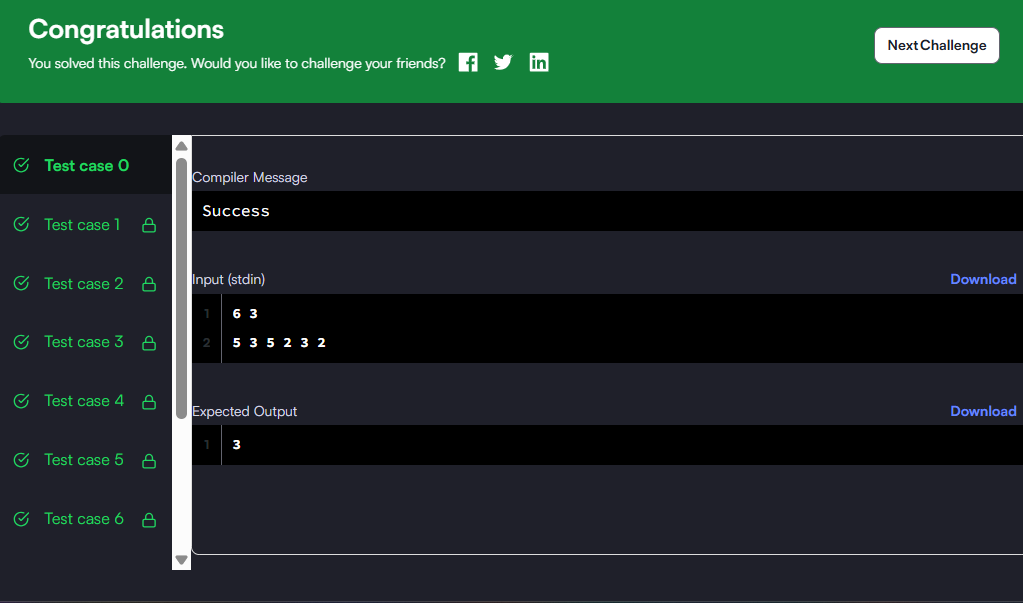 Congratulations
You solved this challenge. Would you like to challenge your friends?
Next Challenge
Test case 0
Test case 1
Test case 2
Test case 3
Test case 4
Test case 5
Test case 6
Compiler Message
Success
Input (stdin)
Download
1 6 3
2 5 3 5 2 3 2
Expected Output
Download
1 3